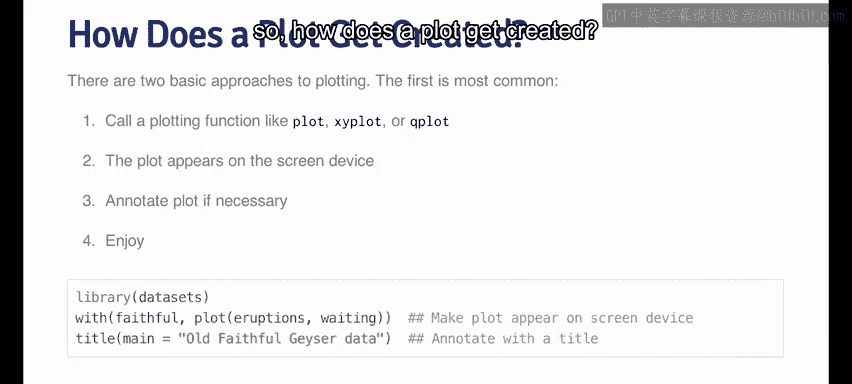 How Does a Plot Get Created?
so, how does a plot get created?
There are two basic approaches to plotting. The first is most common:
1. Call a plotting function like plot, xyplot, or qplot
2. The plot appears on the screen device
3. Annotate plot if necessary
4. Enjoy
library(datasets)
with(faithful, plot(eruptions, waiting)) ## Make plot appear on screen device
title(main = "Old Faithful Geyser data") ## Annotate with a title